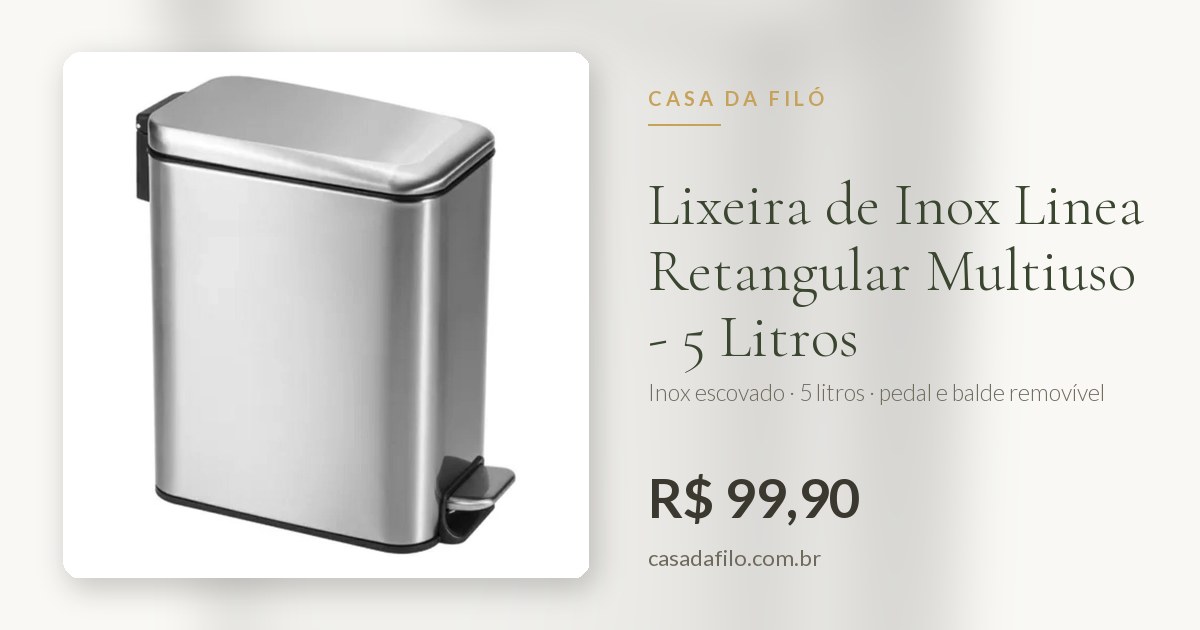 CASA DA FILÓ
Lixeira de Inox Linea
Retangular Multiuso
- 5 Litros
Inox escovado · 5 litros · pedal e balde removível
R$ 99,90
casadafilo.com.br